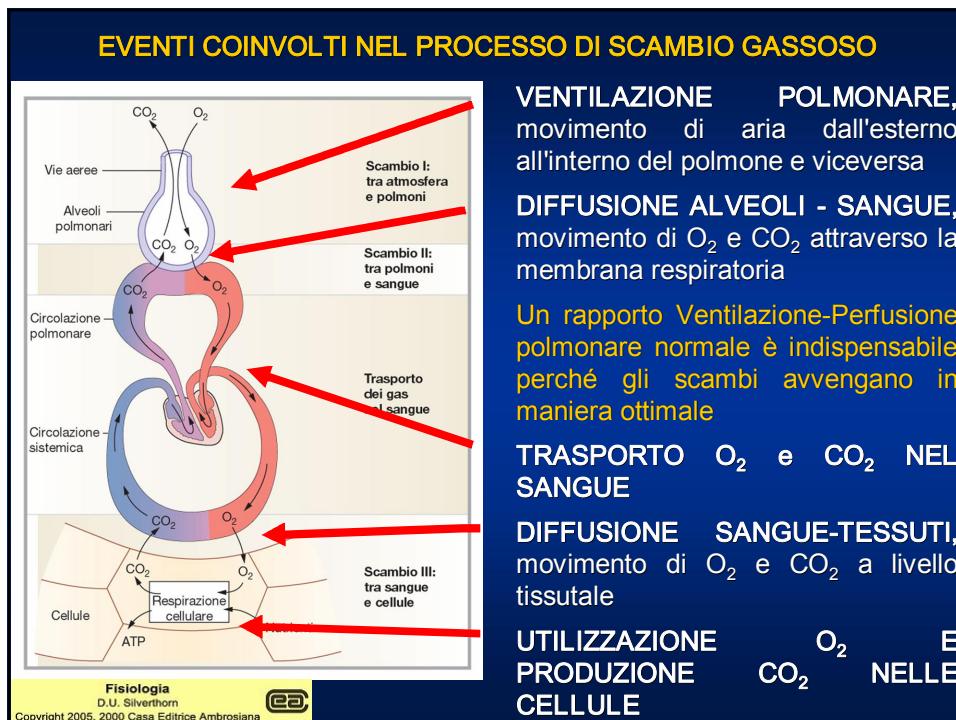 EVENTI COINVOLTI NEL PROCESSO DI SCAMBIO GASSOSO
CO₂ O₂
Vie aeree
Alveoli
polmonari
CO₂ O₂
Scambio I:
tra atmosfera
e polmoni
Scambio II:
tra polmoni
e sangue
CO₂ O₂
Circolazione
polmonare
Trasporto
dei gas
sangue
Circolazione
sistemica
CO₂ O₂
CO₂ O₂
Respirazione
cellulare
Cellule
ATP
Scambio III:
tra sangue
e cellule
Fisiologia
D.U. Silverthorn
Copyright 2005, 2000 Casa Editrice Ambrosiana
VENTILAZIONE POLMONARE,
movimento di aria dall'esterno
all'interno del polmone e viceversa
DIFFUSIONE ALVEOLI - SANGUE,
movimento di O₂ e CO₂ attraverso la
membrana respiratoria
Un rapporto Ventilazione-Perfusione
polmonare normale è indispensabile
perché gli scambi avvengano in
maniera ottimale
TRASPORTO O₂ e CO₂ NEL
SANGUE
DIFFUSIONE SANGUE-TESSUTI,
movimento di O₂ e CO₂ a livello
tissutale
UTILIZZAZIONE O₂ E
PRODUZIONE CO₂ NELLE
CELLULE